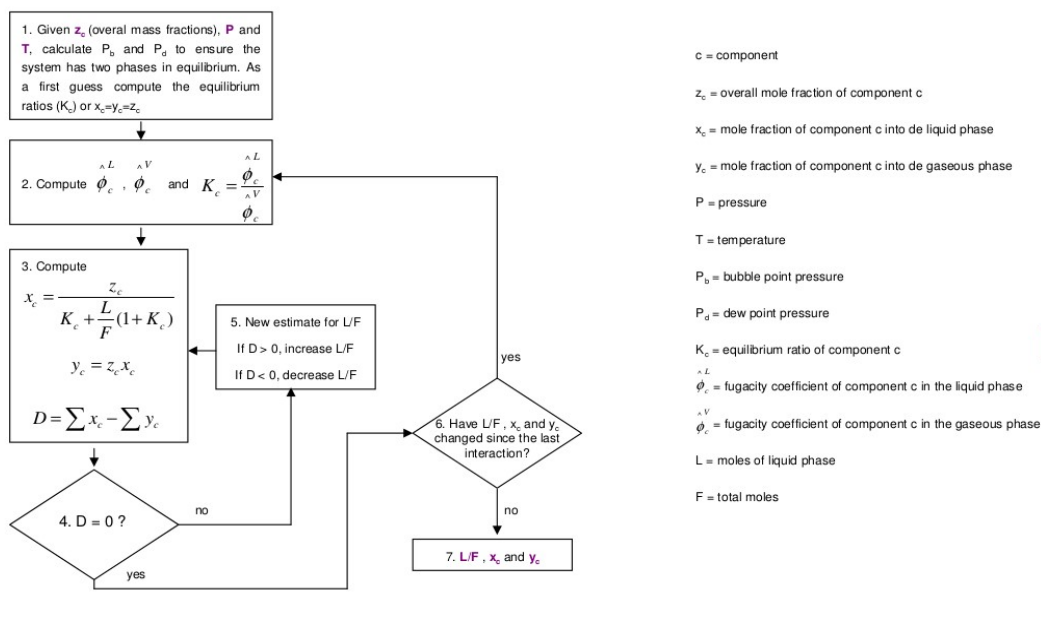 1. Given z_c (overal mass fractions), P and
T, calculate P_b and P_d to ensure the
system has two phases in equilibrium. As
a first guess compute the equilibrium
ratios (K_c) or x_c=y_c=z_c
2. Compute ϕ̂_c^L , ϕ̂_c^V and K_c = ϕ̂_c^L / ϕ̂_c^V
3. Compute
x_c = z_c / (K_c + L/F (1+K_c))
y_c = z_c x_c
D = ∑ x_c − ∑ y_c
4. D = 0 ?
no
yes
5. New estimate for L/F
If D > 0, increase L/F
If D < 0, decrease L/F
yes
6. Have L/F , x_c and y_c
changed since the last
interaction?
no
7. L/F , x_c and y_c
c = component
z_c = overall mole fraction of component c
x_c = mole fraction of component c into de liquid phase
y_c = mole fraction of component c into de gaseous phase
P = pressure
T = temperature
P_b = bubble point pressure
P_d = dew point pressure
K_c = equilibrium ratio of component c
ϕ̂_c^L = fugacity coefficient of component c in the liquid phase
ϕ̂_c^V = fugacity coefficient of component c in the gaseous phase
L = moles of liquid phase
F = total moles